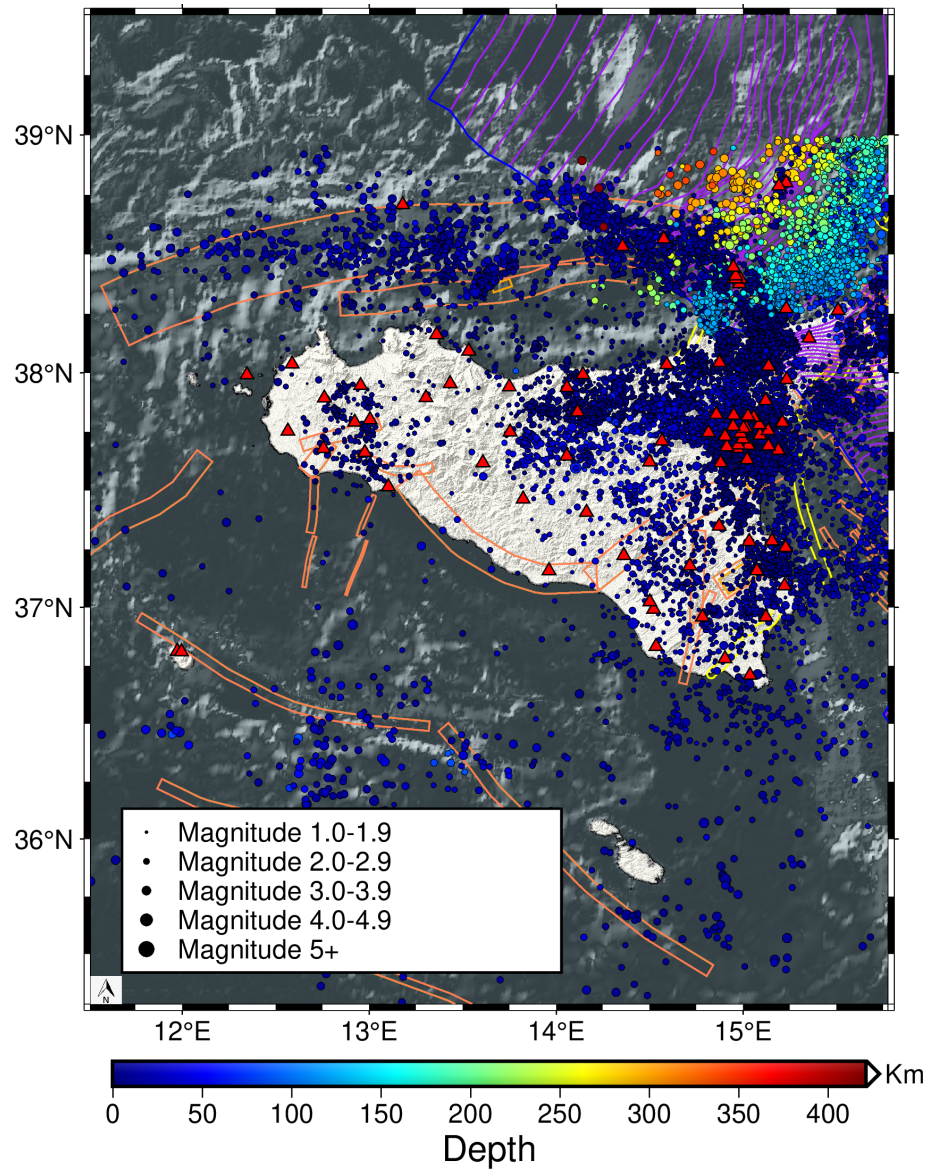 39°N
38°N
37°N
36°N
Magnitude 1.0-1.9
Magnitude 2.0-2.9
Magnitude 3.0-3.9
Magnitude 4.0-4.9
Magnitude 5+
N
12°E 13°E 14°E 15°E
Km
0 50 100 150 200 250 300 350 400
Depth